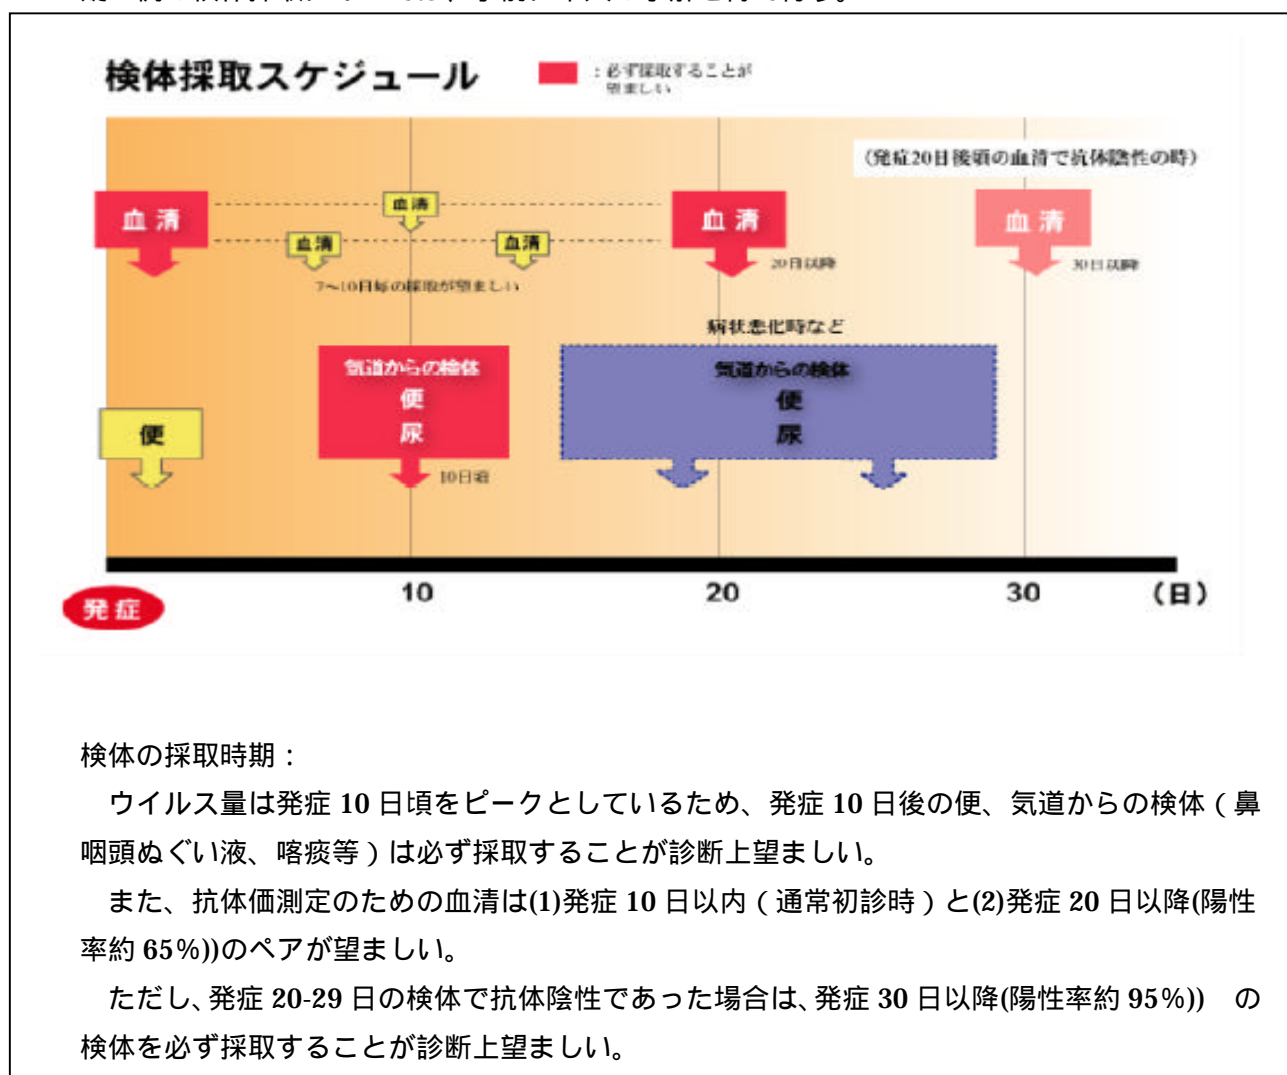 検体採取スケジュール
：必ず採取することが
望ましい
（発症20日後頃の血清で抗体陰性の時）
血清
血清
血清
血清
血清
血清
20日以降
30日以降
7～10日毎の採取が望ましい
病状悪化時など
気道からの検体
便
尿
気道からの検体
便
尿
便
10日頃
10
20
30
（日）
発症
検体の採取時期：
ウイルス量は発症 10 日頃をピークとしているため、発症 10 日後の便、気道からの検体（鼻
咽頭ぬぐい液、喀痰等）は必ず採取することが診断上望ましい。
また、抗体価測定のための血清は(1)発症 10 日以内（通常初診時）と(2)発症 20 日以降(陽性
率約 65%))のペアが望ましい。
ただし、発症 20-29 日の検体で抗体陰性であった場合は、発症 30 日以降(陽性率約 95%))　の
検体を必ず採取することが診断上望ましい。